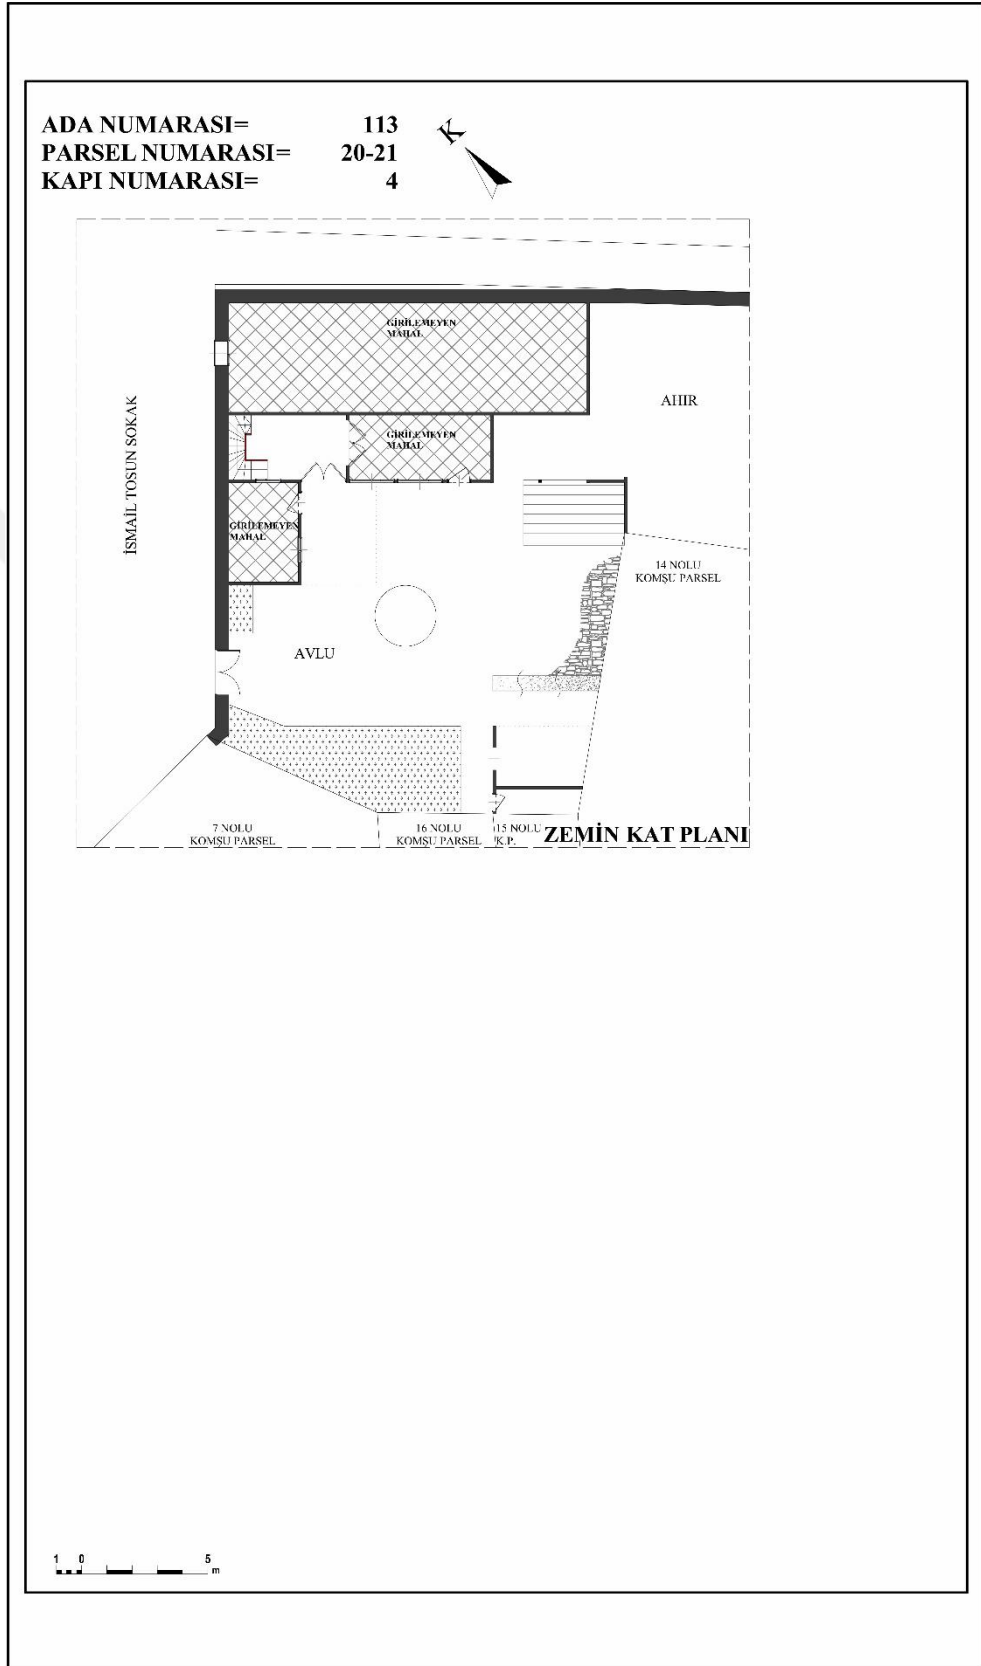 ADA NUMARASI= 113
PARSEL NUMARASI= 20-21
KAPI NUMARASI= 4
K
GİRİLEMEYEN
MAHAL
AHIR
İSMAİL TOSUN SOKAK
GİRİLEMEYEN
MAHAL
GİRİLEMEYEN
MAHAL
14 NOLU
KOMŞU PARSEL
AVLU
7 NOLU
KOMŞU PARSEL
16 NOLU
KOMŞU PARSEL
15 NOLU
K.P.
ZEMİN KAT PLANI
1 0 5
m